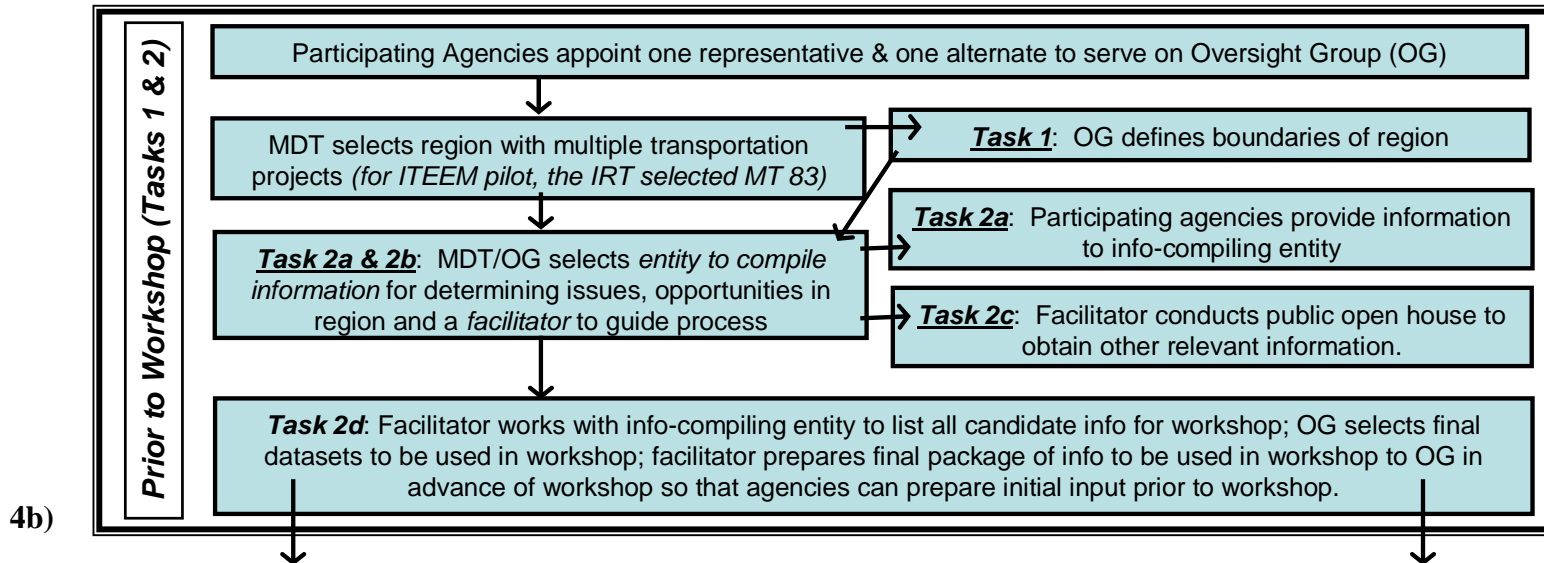 Prior to Workshop (Tasks 1 & 2)
Participating Agencies appoint one representative & one alternate to serve on Oversight Group (OG)
MDT selects region with multiple transportation
projects (for ITEEM pilot, the IRT selected MT 83)
Task 1: OG defines boundaries of region
Task 2a: Participating agencies provide information
to info-compiling entity
Task 2a & 2b: MDT/OG selects entity to compile
information for determining issues, opportunities in
region and a facilitator to guide process
Task 2c: Facilitator conducts public open house to
obtain other relevant information.
Task 2d: Facilitator works with info-compiling entity to list all candidate info for workshop; OG selects final
datasets to be used in workshop; facilitator prepares final package of info to be used in workshop to OG in
advance of workshop so that agencies can prepare initial input prior to workshop.
4b)